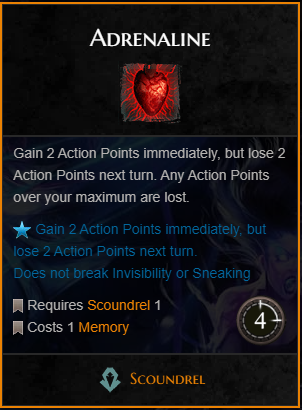 Adrenaline
Gain 2 Action Points immediately, but lose 2
Action Points next turn. Any Action Points
over your maximum are lost.
Gain 2 Action Points immediately, but
lose 2 Action Points next turn.
Does not break Invisibility or Sneaking
Requires Scoundrel 1
Costs 1 Memory
4
Scoundrel